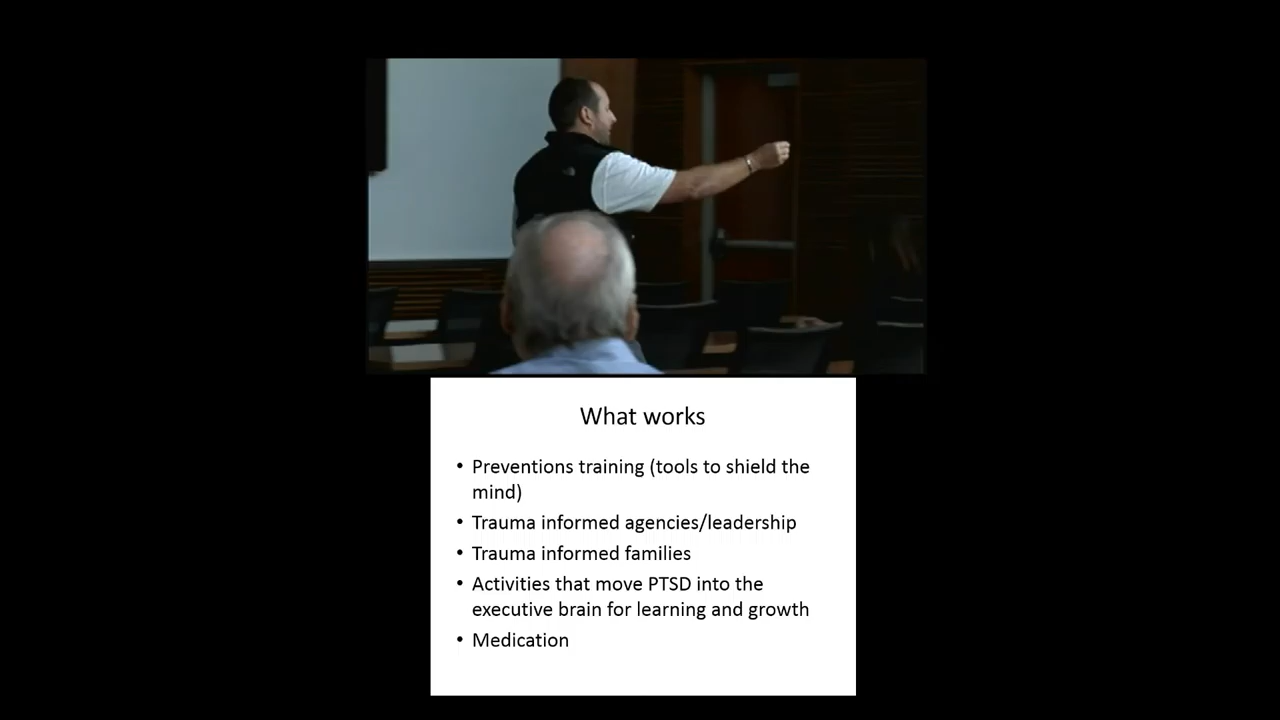 What works
• Preventions training (tools to shield the
mind)
• Trauma informed agencies/leadership
• Trauma informed families
• Activities that move PTSD into the
executive brain for learning and growth
• Medication